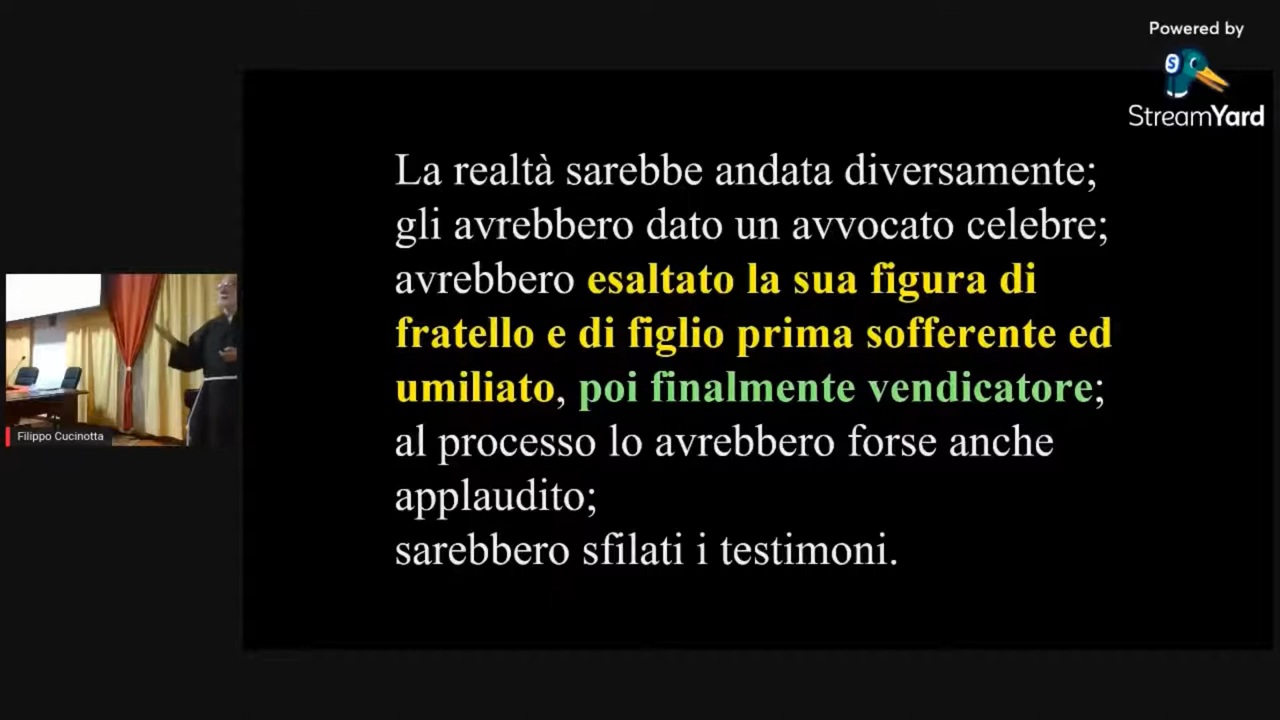 Powered by
StreamYard
La realtà sarebbe andata diversamente;
gli avrebbero dato un avvocato celebre;
avrebbero esaltato la sua figura di
fratello e di figlio prima sofferente ed
umiliato, poi finalmente vendicatore;
al processo lo avrebbero forse anche
applaudito;
sarebbero sfilati i testimoni.
Filippo Cucinotta